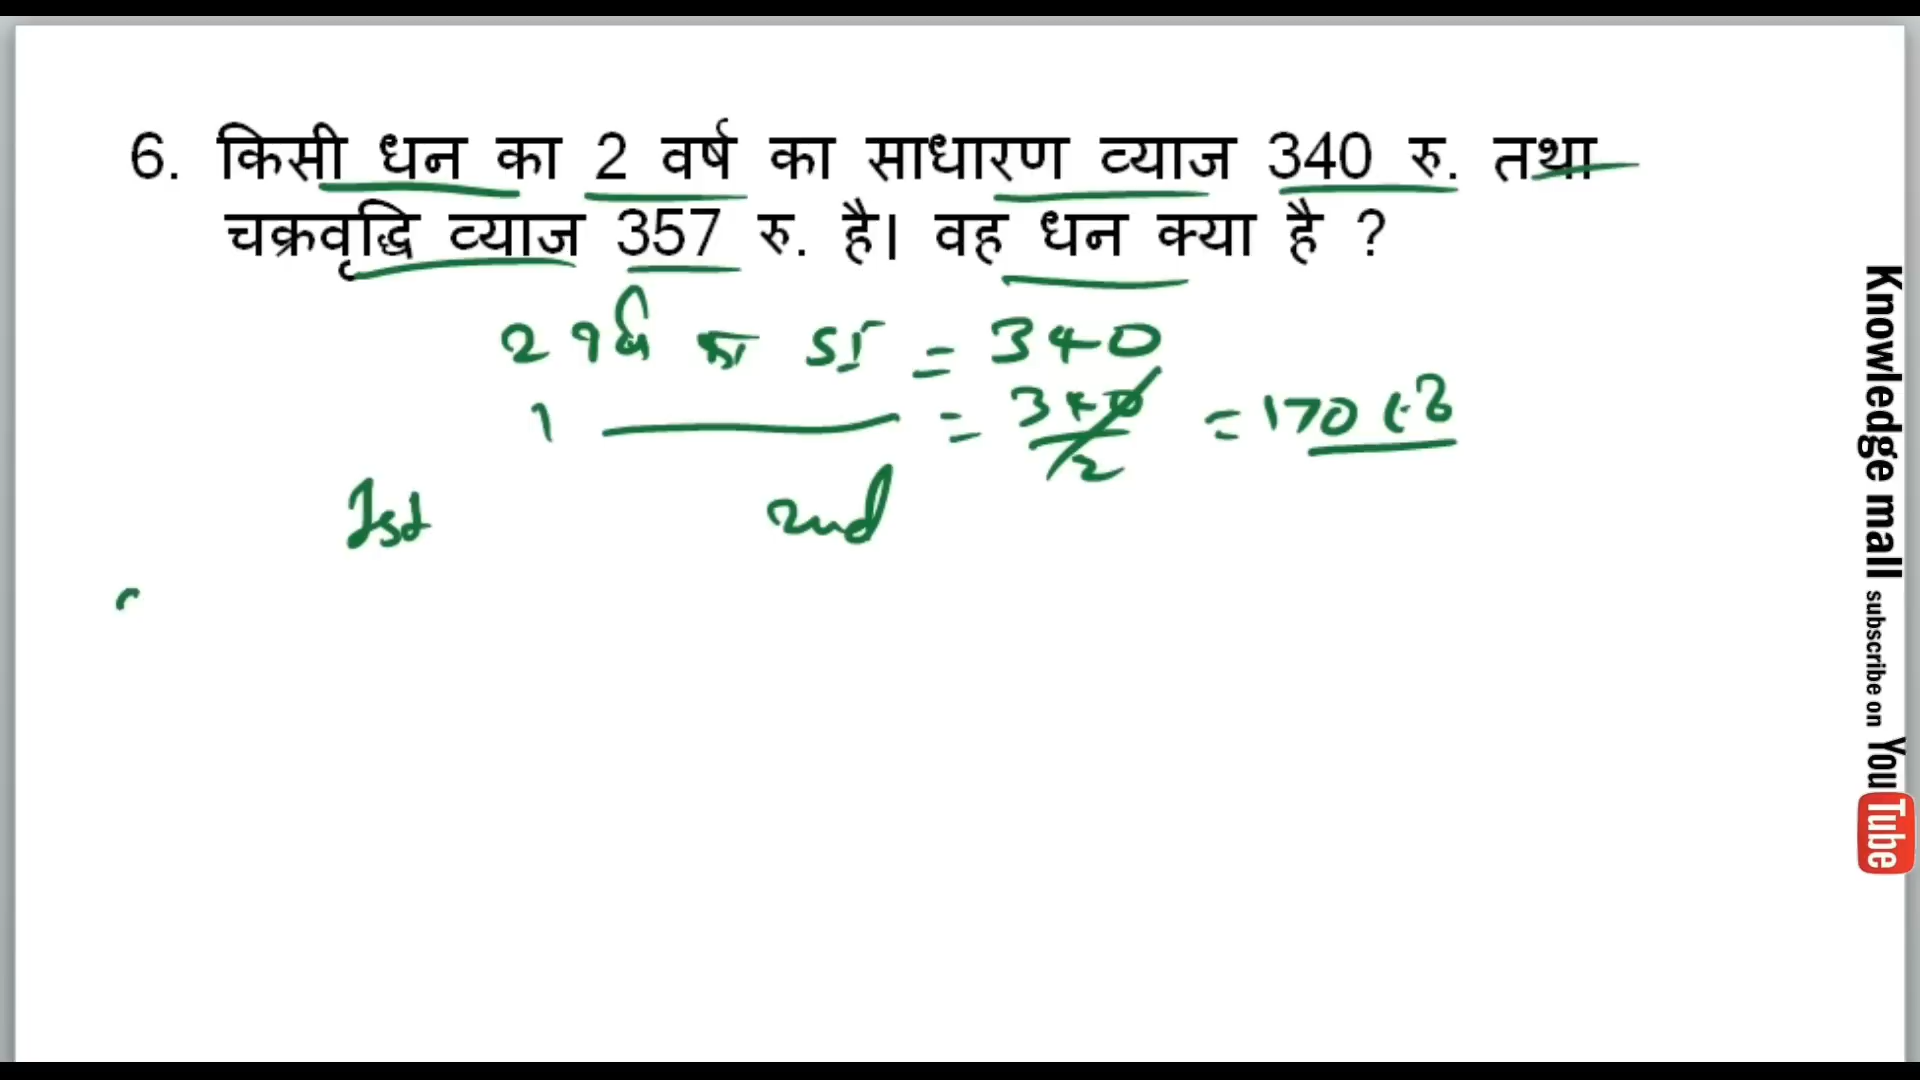 6. किसी धन का 2 वर्ष का साधारण व्याज 340 रु. तथा
चक्रवृद्धि व्याज 357 रु. है। वह धन क्या है ?
2 वर्ष का SI = 340
1 = 340/2 = 170
Ist 2nd
Knowledge mall subscribe on YouTube